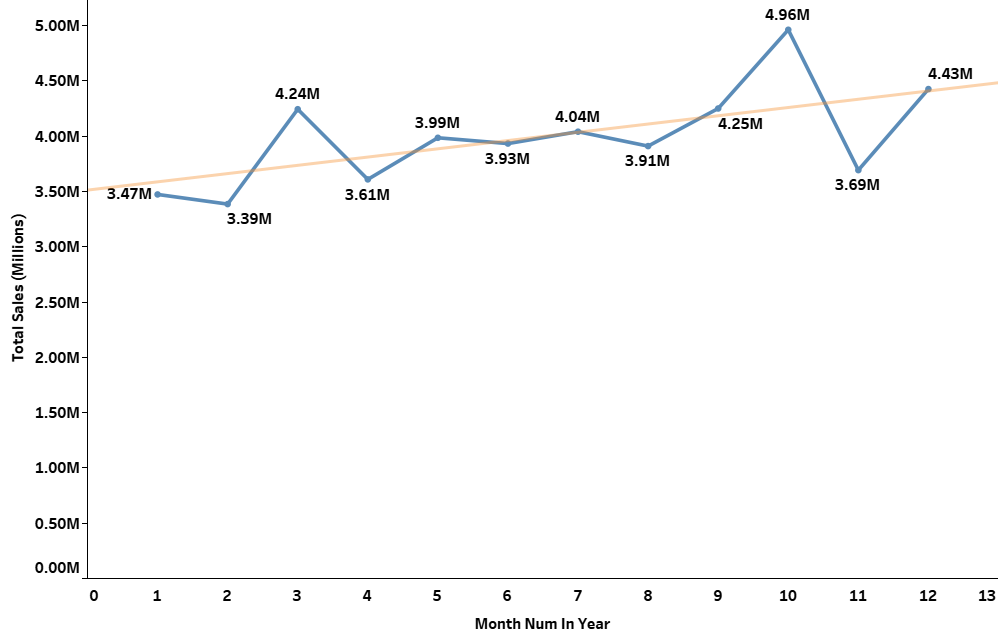 5.00M
4.50M
4.00M
3.50M
3.00M
2.50M
2.00M
1.50M
1.00M
0.50M
0.00M
Total Sales (Millions)
3.47M
3.39M
4.24M
3.61M
3.99M
3.93M
4.04M
3.91M
4.25M
4.96M
3.69M
4.43M
0 1 2 3 4 5 6 7 8 9 10 11 12 13
Month Num In Year